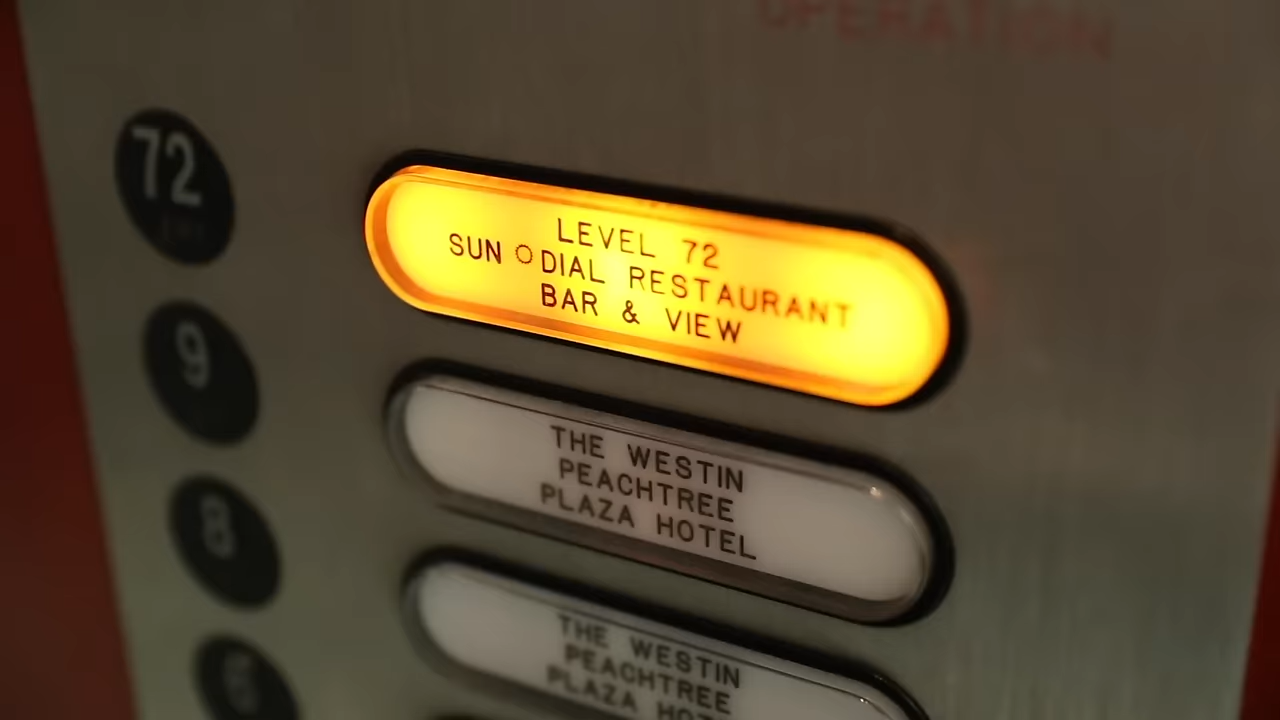 OPERATION
72
LEVEL 72
SUN DIAL RESTAURANT
BAR & VIEW
9
THE WESTIN
PEACHTREE
PLAZA HOTEL
8
THE WESTIN
PEACHTREE
PLAZA HOTEL